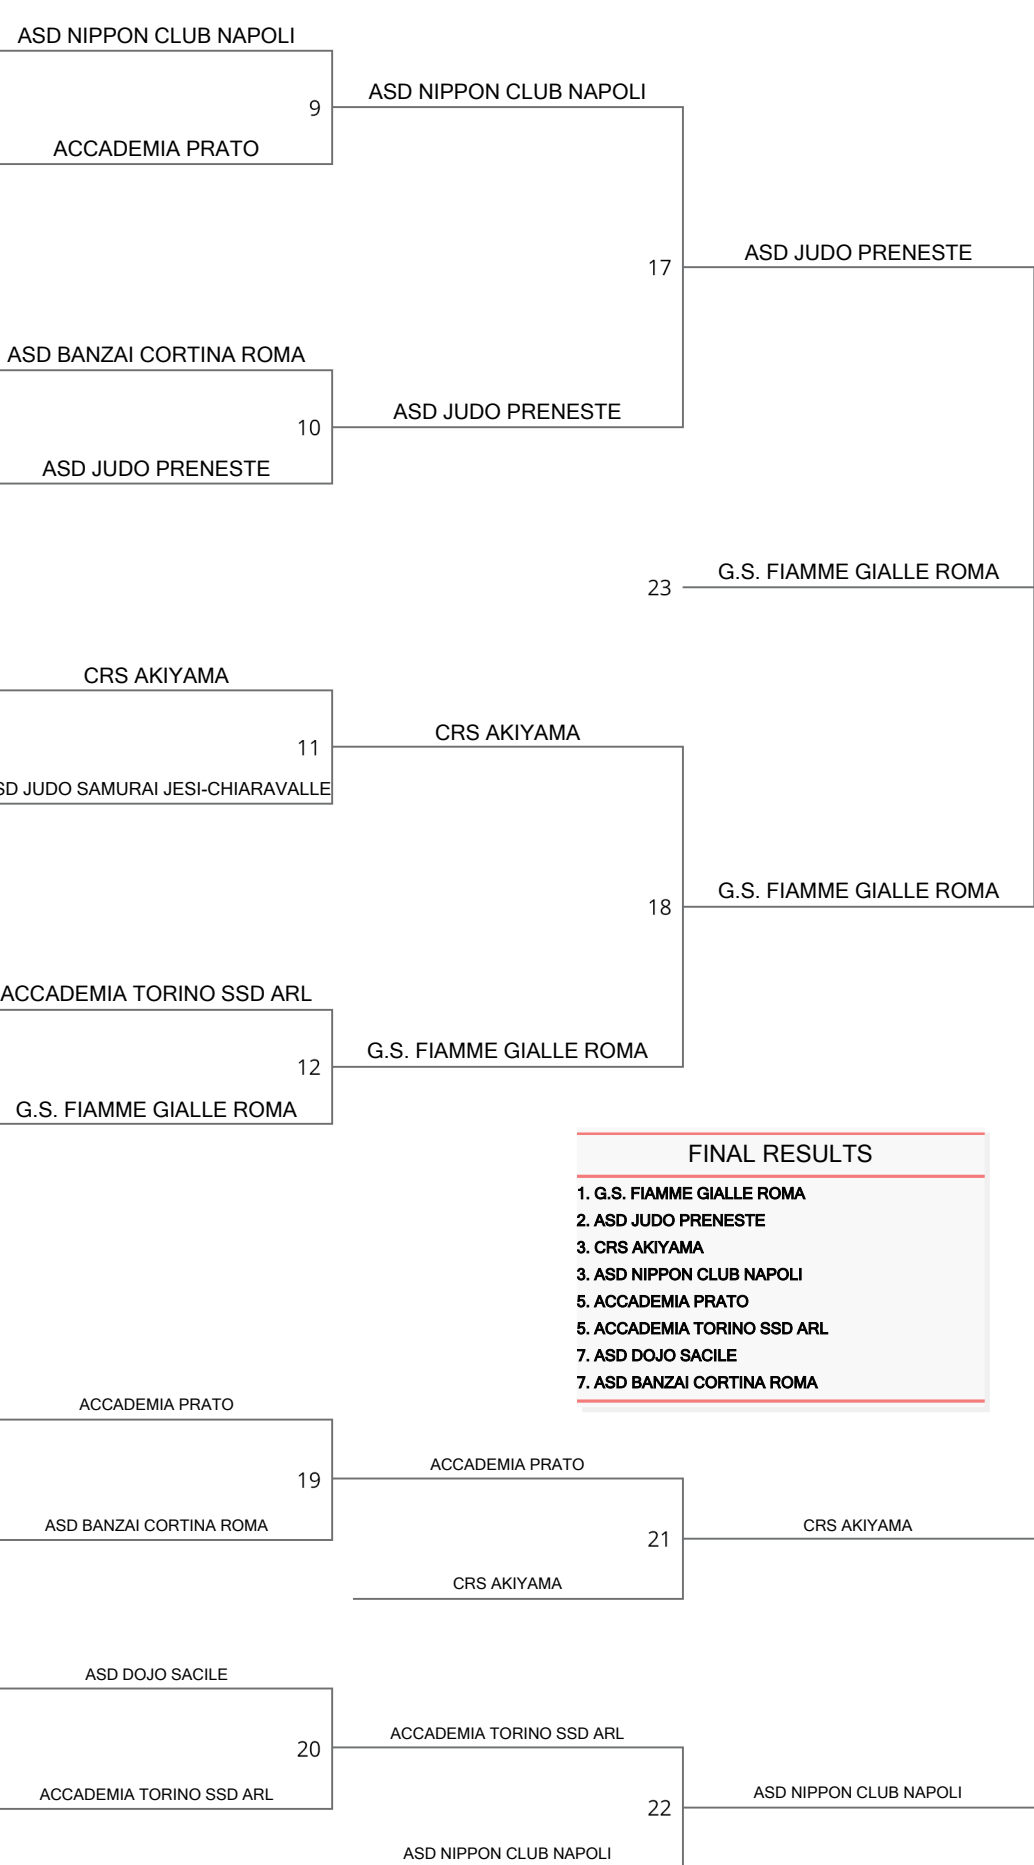 ASD NIPPON CLUB NAPOLI
ASD NIPPON CLUB NAPOLI
9
ACCADEMIA PRATO
ASD JUDO PRENESTE
17
ASD BANZAI CORTINA ROMA
ASD JUDO PRENESTE
10
ASD JUDO PRENESTE
G.S. FIAMME GIALLE ROMA
23
CRS AKIYAMA
CRS AKIYAMA
11
JUDO SAMURAI JESI-CHIARAVALLE
G.S. FIAMME GIALLE ROMA
18
ACCADEMIA TORINO SSD ARL
G.S. FIAMME GIALLE ROMA
12
G.S. FIAMME GIALLE ROMA
FINAL RESULTS
1. G.S. FIAMME GIALLE ROMA
2. ASD JUDO PRENESTE
3. CRS AKIYAMA
3. ASD NIPPON CLUB NAPOLI
5. ACCADEMIA PRATO
5. ACCADEMIA TORINO SSD ARL
7. ASD DOJO SACILE
7. ASD BANZAI CORTINA ROMA
ACCADEMIA PRATO
ACCADEMIA PRATO
19
ASD BANZAI CORTINA ROMA
CRS AKIYAMA
21
CRS AKIYAMA
ASD DOJO SACILE
ACCADEMIA TORINO SSD ARL
20
ACCADEMIA TORINO SSD ARL
ASD NIPPON CLUB NAPOLI
22
ASD NIPPON CLUB NAPOLI